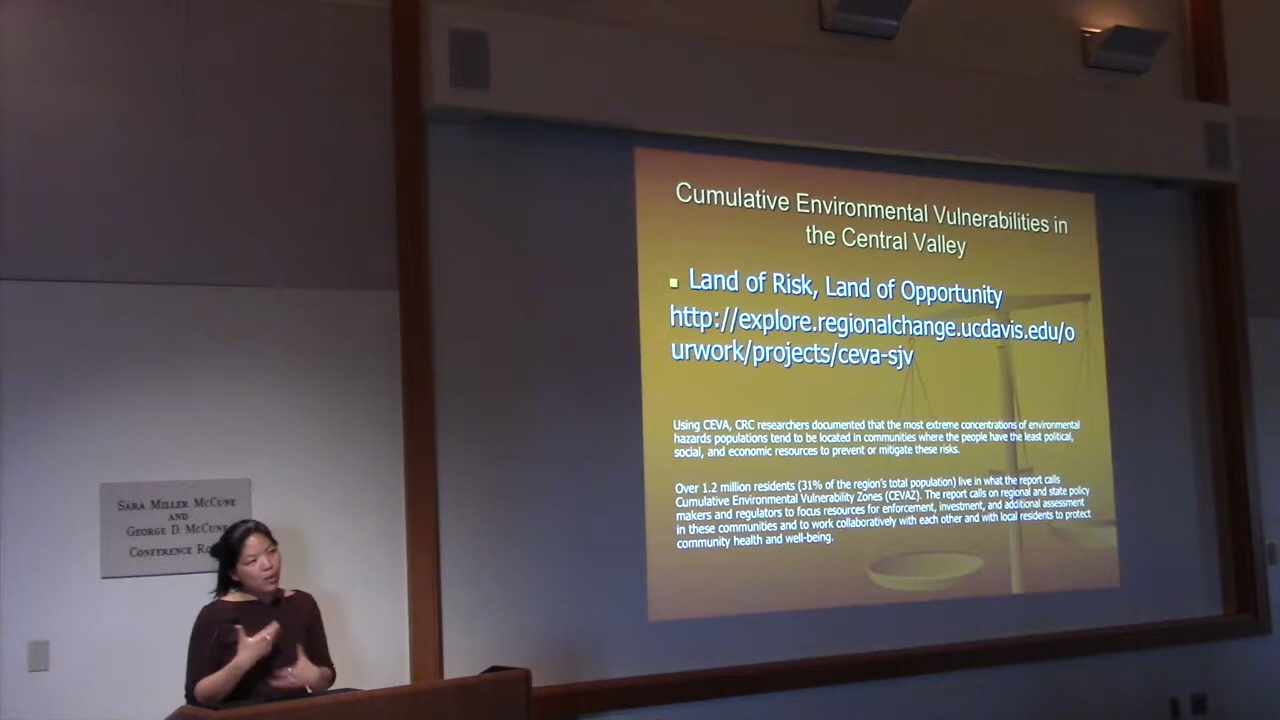 Cumulative Environmental Vulnerabilities in
the Central Valley
Land of Risk, Land of Opportunity
http://explore.regionalchange.ucdavis.edu/o
urwork/projects/ceva-sjv
Using CEVA, CRC researchers documented that the most extreme concentrations of environmental
hazards populations tend to be located in communities where the people have the least political,
social, and economic resources to prevent or mitigate these risks.
Over 1.2 million residents (31% of the region's total population) live in what the report calls
Cumulative Environmental Vulnerability Zones (CEVAZ). The report calls on regional and state policy
makers and regulators to focus resources for enforcement, investment, and additional assessment
in these communities and to work collaboratively with each other and with local residents to protect
community health and well-being.
SARA MILLER MCCUNE
AND
GEORGE D. MCCUNE
CONFERENCE